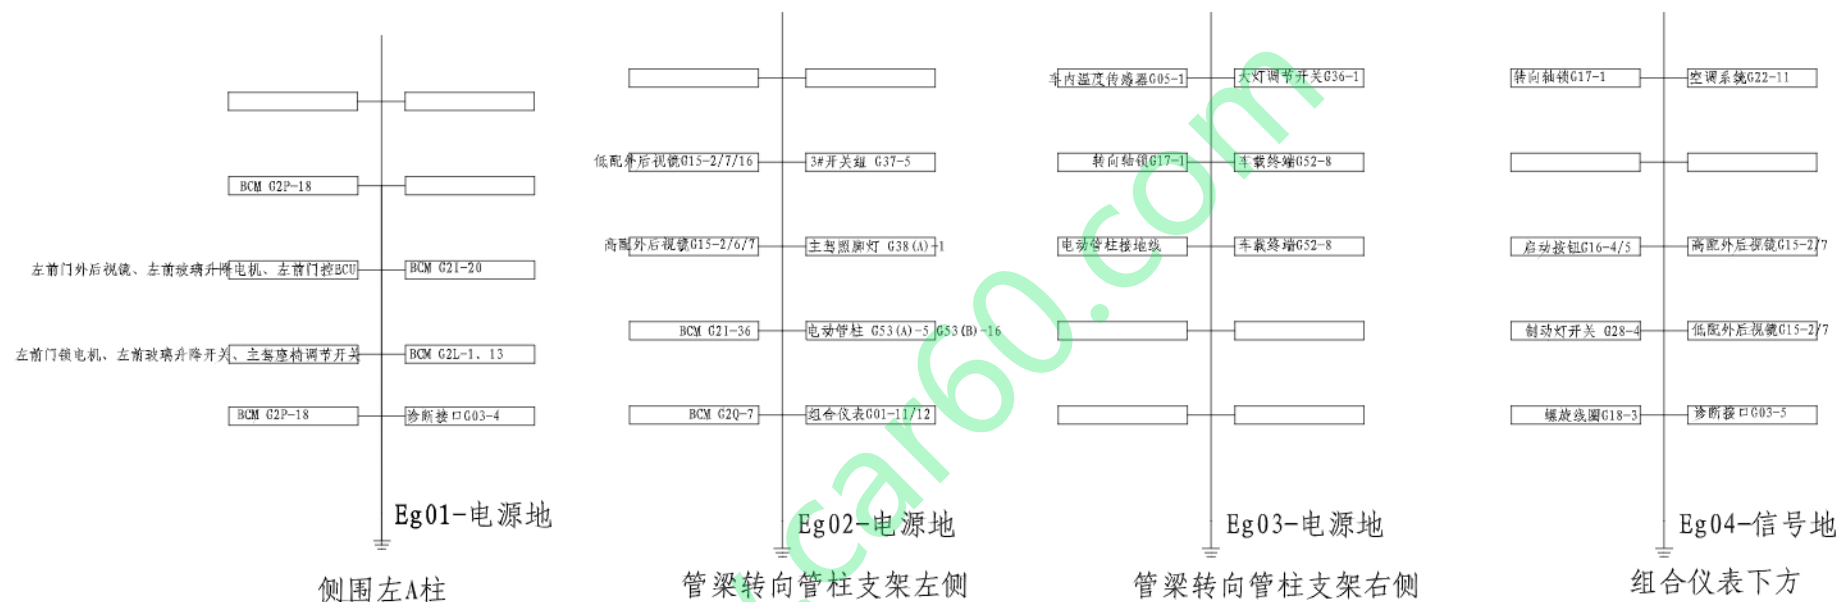 BCM G2P-18
左前门外后视镜、左前玻璃升降电机、左前门控ECU
BCM G2I-20
左前门锁电机、左前玻璃升降开关、主驾座椅调节开关
BCM G2L-1、13
BCM G2P-18
诊断接口G03-4
Eg01-电源地
侧围左A柱
低配外后视镜G15-2/7/16
3#开关组 G37-5
高配外后视镜G15-2/6/7
主驾照脚灯 G38(A)-1
BCM G21-36
电动管柱 G53(A)-5 G53(B)-16
BCM G2Q-7
组合仪表G01-11/12
Eg02-电源地
管梁转向管柱支架左侧
车内温度传感器G05-1
大灯调节开关G36-1
转向轴锁G17-1
车载终端G52-8
电动管柱接地线
车载终端G52-8
Eg03-电源地
管梁转向管柱支架右侧
转向轴锁G17-1
空调系统G22-11
启动按钮G16-4/5
高配外后视镜G15-2/7
制动灯开关 G28-4
低配外后视镜G15-2/7
螺旋线圈G18-3
诊断接口G03-5
Eg04-信号地
组合仪表下方
car60.com